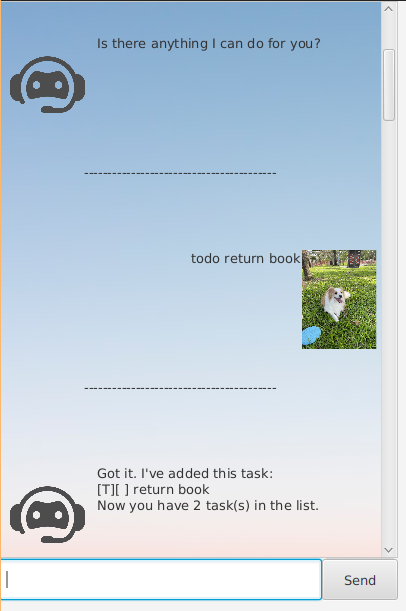 Is there anything I can do for you?
-----------------------------------------
todo return book
-----------------------------------------
Got it. I've added this task:
[T][ ] return book
Now you have 2 task(s) in the list.
Send